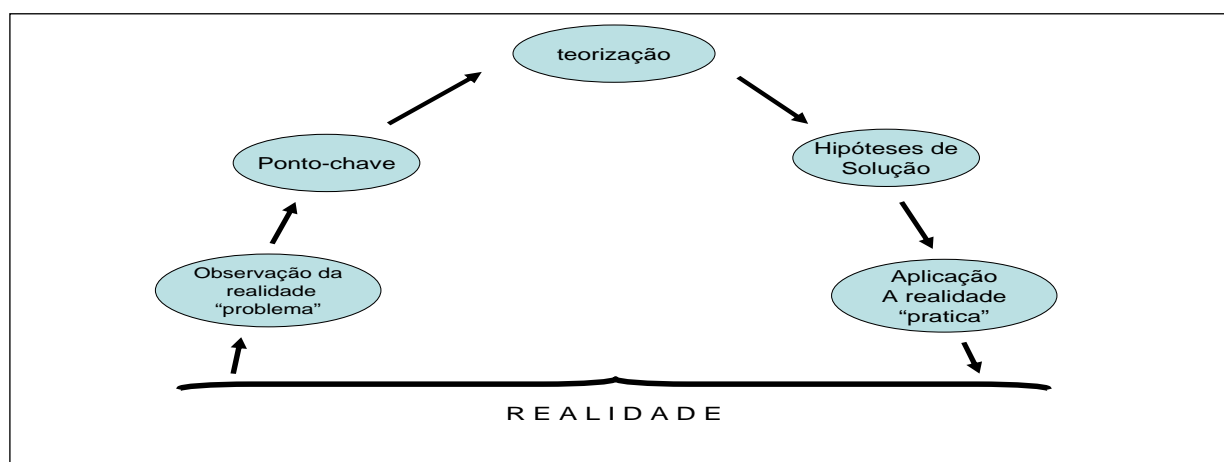 teorização
Ponto-chave
Hipóteses de
Solução
Observação da
realidade
“problema”
Aplicação
A realidade
“pratica”
R E A L I D A D E